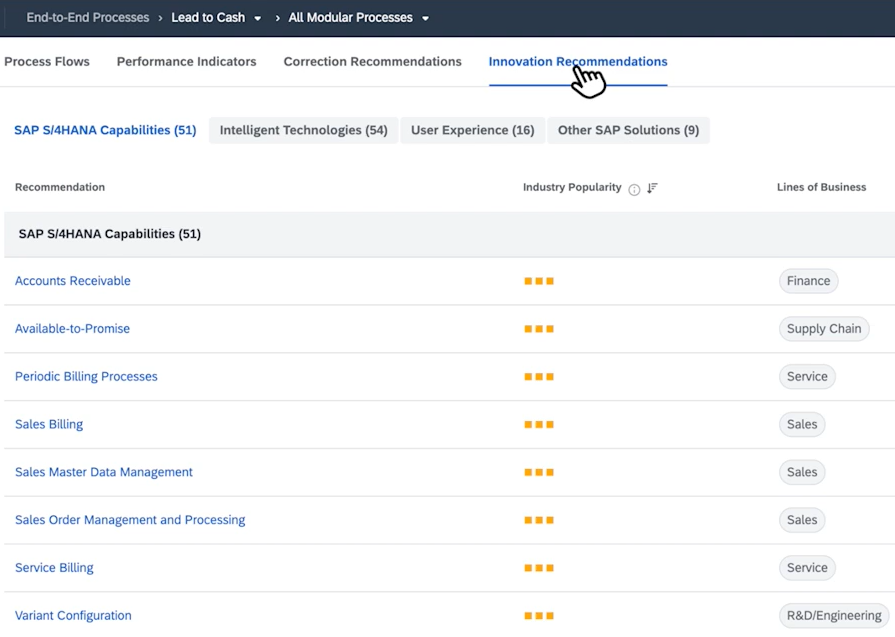 End-to-End Processes › Lead to Cash › All Modular Processes
Process Flows Performance Indicators Correction Recommendations Innovation Recommendations
SAP S/4HANA Capabilities (51) Intelligent Technologies (54) User Experience (16) Other SAP Solutions (9)
Recommendation Industry Popularity Lines of Business
SAP S/4HANA Capabilities (51)
Accounts Receivable Finance
Available-to-Promise Supply Chain
Periodic Billing Processes Service
Sales Billing Sales
Sales Master Data Management Sales
Sales Order Management and Processing Sales
Service Billing Service
Variant Configuration R&D/Engineering